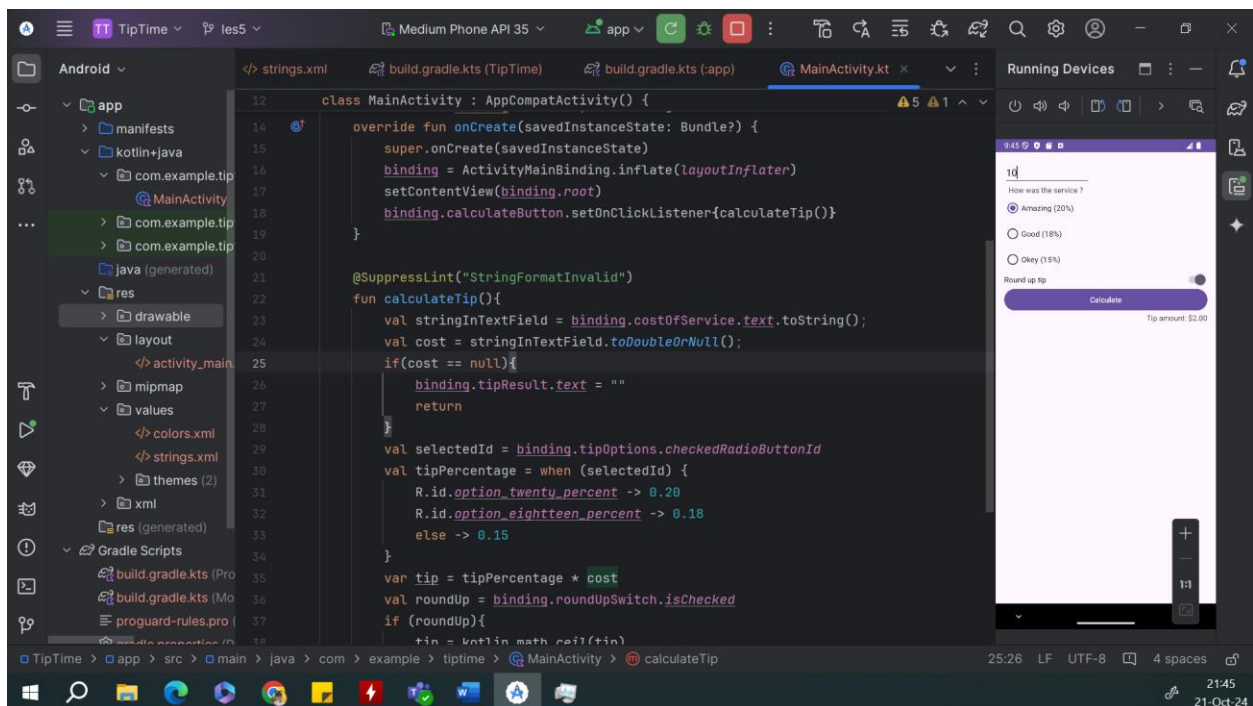 TT TipTime les5 Medium Phone API 35 app
Android
</> strings.xml build.gradle.kts (TipTime) build.gradle.kts (:app) MainActivity.kt Running Devices
app
manifests
kotlin+java
com.example.tip
MainActivity
com.example.tip
com.example.tip
java (generated)
res
drawable
layout
</> activity_main.
mipmap
values
</> colors.xml
</> strings.xml
themes (2)
xml
res (generated)
Gradle Scripts
build.gradle.kts (Pro
build.gradle.kts (Mo
proguard-rules.pro (
12 class MainActivity : AppCompatActivity() { 5 1
14 override fun onCreate(savedInstanceState: Bundle?) {
15 super.onCreate(savedInstanceState)
16 binding = ActivityMainBinding.inflate(layoutInflater)
17 setContentView(binding.root)
18 binding.calculateButton.setOnClickListener{calculateTip()}
19 }
20
21 @SuppressLint("StringFormatInvalid")
22 fun calculateTip(){
23 val stringInTextField = binding.costOfService.text.toString();
24 val cost = stringInTextField.toDoubleOrNull();
25 if(cost == null){
26 binding.tipResult.text = ""
27 return
28 }
29 val selectedId = binding.tipOptions.checkedRadioButtonId
30 val tipPercentage = when (selectedId) {
31 R.id.option_twenty_percent -> 0.20
32 R.id.option_eightteen_percent -> 0.18
33 else -> 0.15
34 }
35 var tip = tipPercentage * cost
36 val roundUp = binding.roundUpSwitch.isChecked
37 if (roundUp){
38 tip = kotlin.math.ceil(tip)
9:45
10
How was the service ?
Amazing (20%)
Good (18%)
Okey (15%)
Round up tip
Calculate
Tip amount: $2.00
1:1
TipTime > app > src > main > java > com > example > tiptime > MainActivity > calculateTip 25:26 LF UTF-8 4 spaces
21:45
21-Oct-24